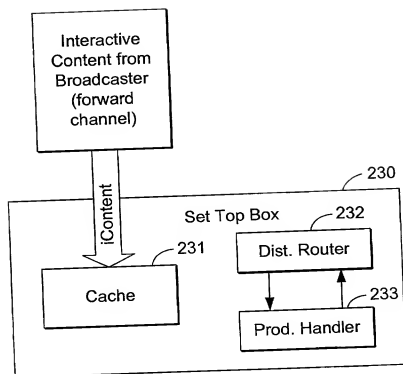 Interactive
Content from
Broadcaster
(forward
channel)
iContent
230
Set Top Box
231
232
Cache
Dist. Router
233
Prod. Handler